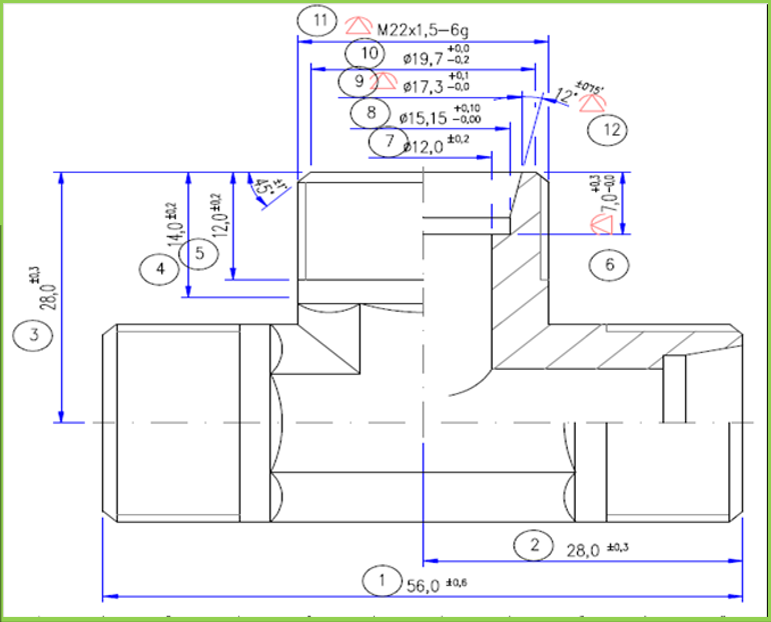 11 M22x1,5-6g
10 ø19,7 +0,0 -0,2
9 ø17,3 +0,1 -0,0
12° ±0°15'
8 ø15,15 +0,10 -0,00
12
7 ø12,0 ±0,2
45° ±1°
3 28,0 ±0,3
4 14,0 ±0,2
5 12,0 ±0,2
7,0 +0,3 -0,0
6
2 28,0 ±0,3
1 56,0 ±0,6